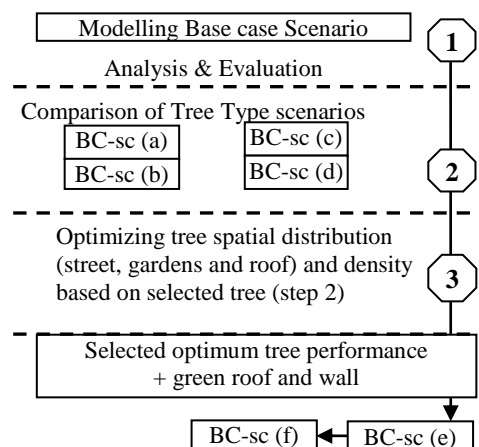 Modelling Base case Scenario
1
Analysis & Evaluation
Comparison of Tree Type scenarios
BC-sc (a)
BC-sc (c)
BC-sc (b)
BC-sc (d)
2
Optimizing tree spatial distribution
(street, gardens and roof) and density
based on selected tree (step 2)
3
Selected optimum tree performance
+ green roof and wall
BC-sc (f)
BC-sc (e)